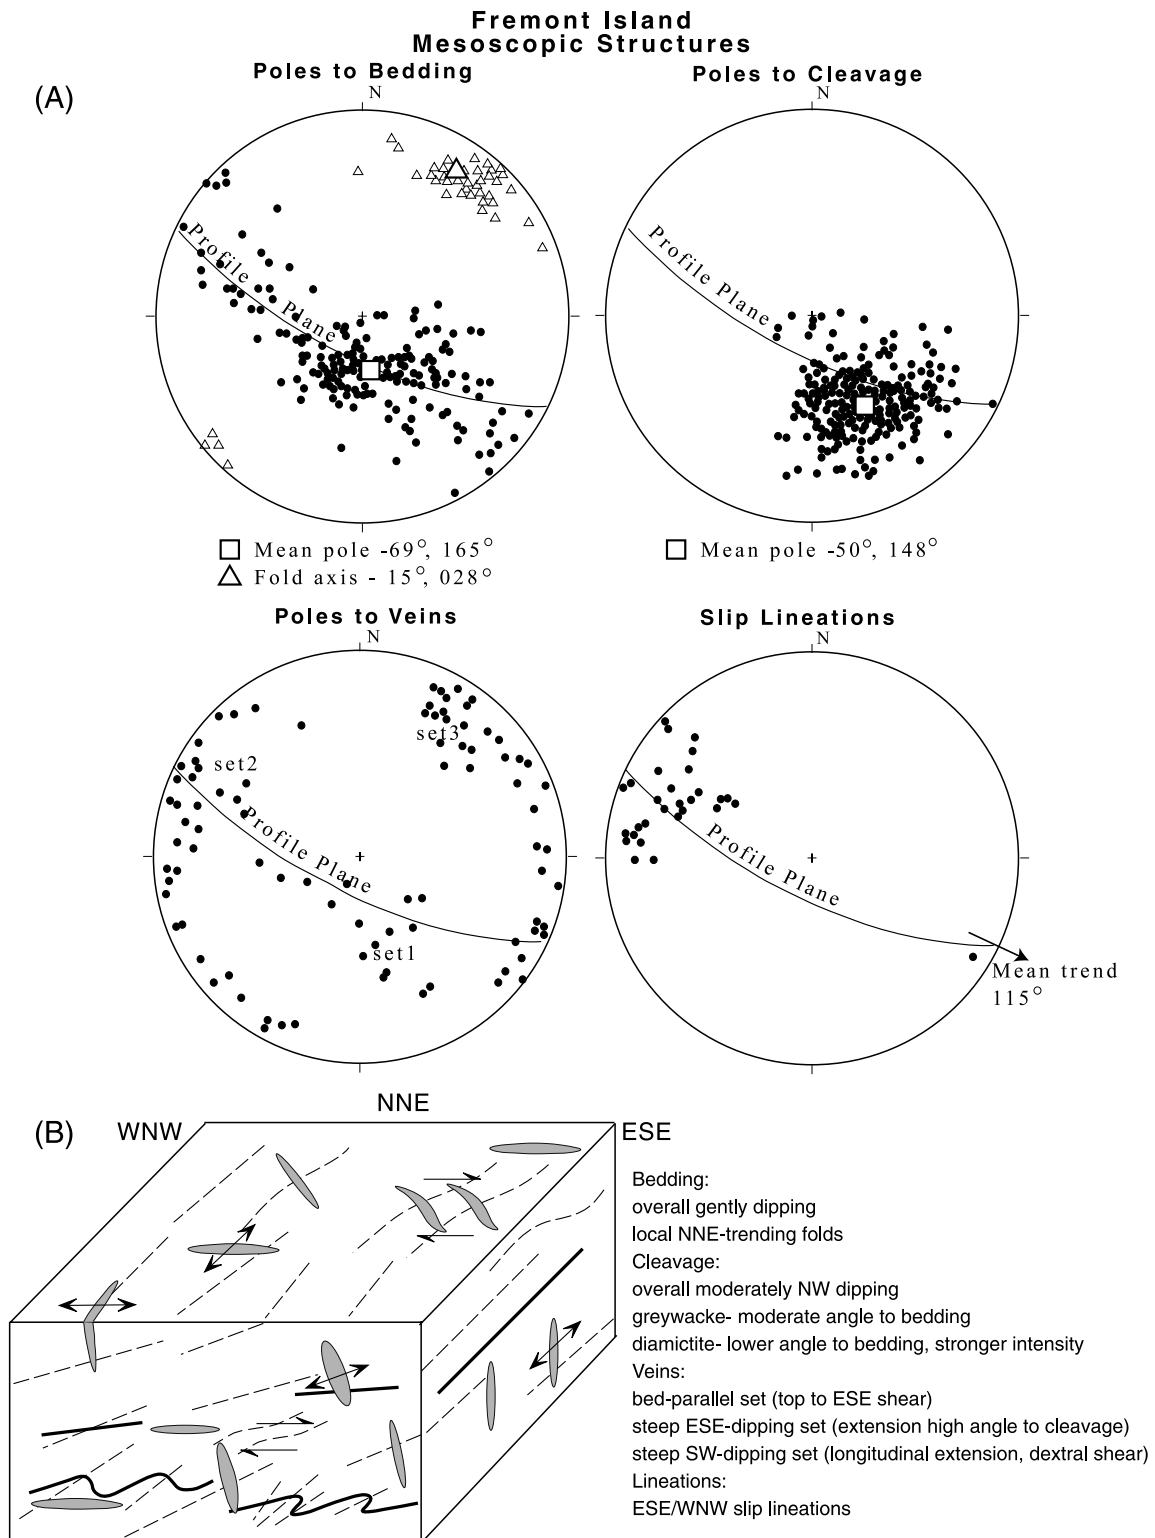 Fremont Island
Mesoscopic Structures
(A)
Poles to Bedding
N
Profile Plane
Mean pole -69°, 165°
Fold axis - 15°, 028°
Poles to Cleavage
N
Profile Plane
Mean pole -50°, 148°
Poles to Veins
N
set3
set2
Profile Plane
set1
Slip Lineations
N
Profile Plane
Mean trend
115°
(B)
NNE
WNW
ESE
Bedding:
overall gently dipping
local NNE-trending folds
Cleavage:
overall moderately NW dipping
greywacke- moderate angle to bedding
diamictite- lower angle to bedding, stronger intensity
Veins:
bed-parallel set (top to ESE shear)
steep ESE-dipping set (extension high angle to cleavage)
steep SW-dipping set (longitudinal extension, dextral shear)
Lineations:
ESE/WNW slip lineations